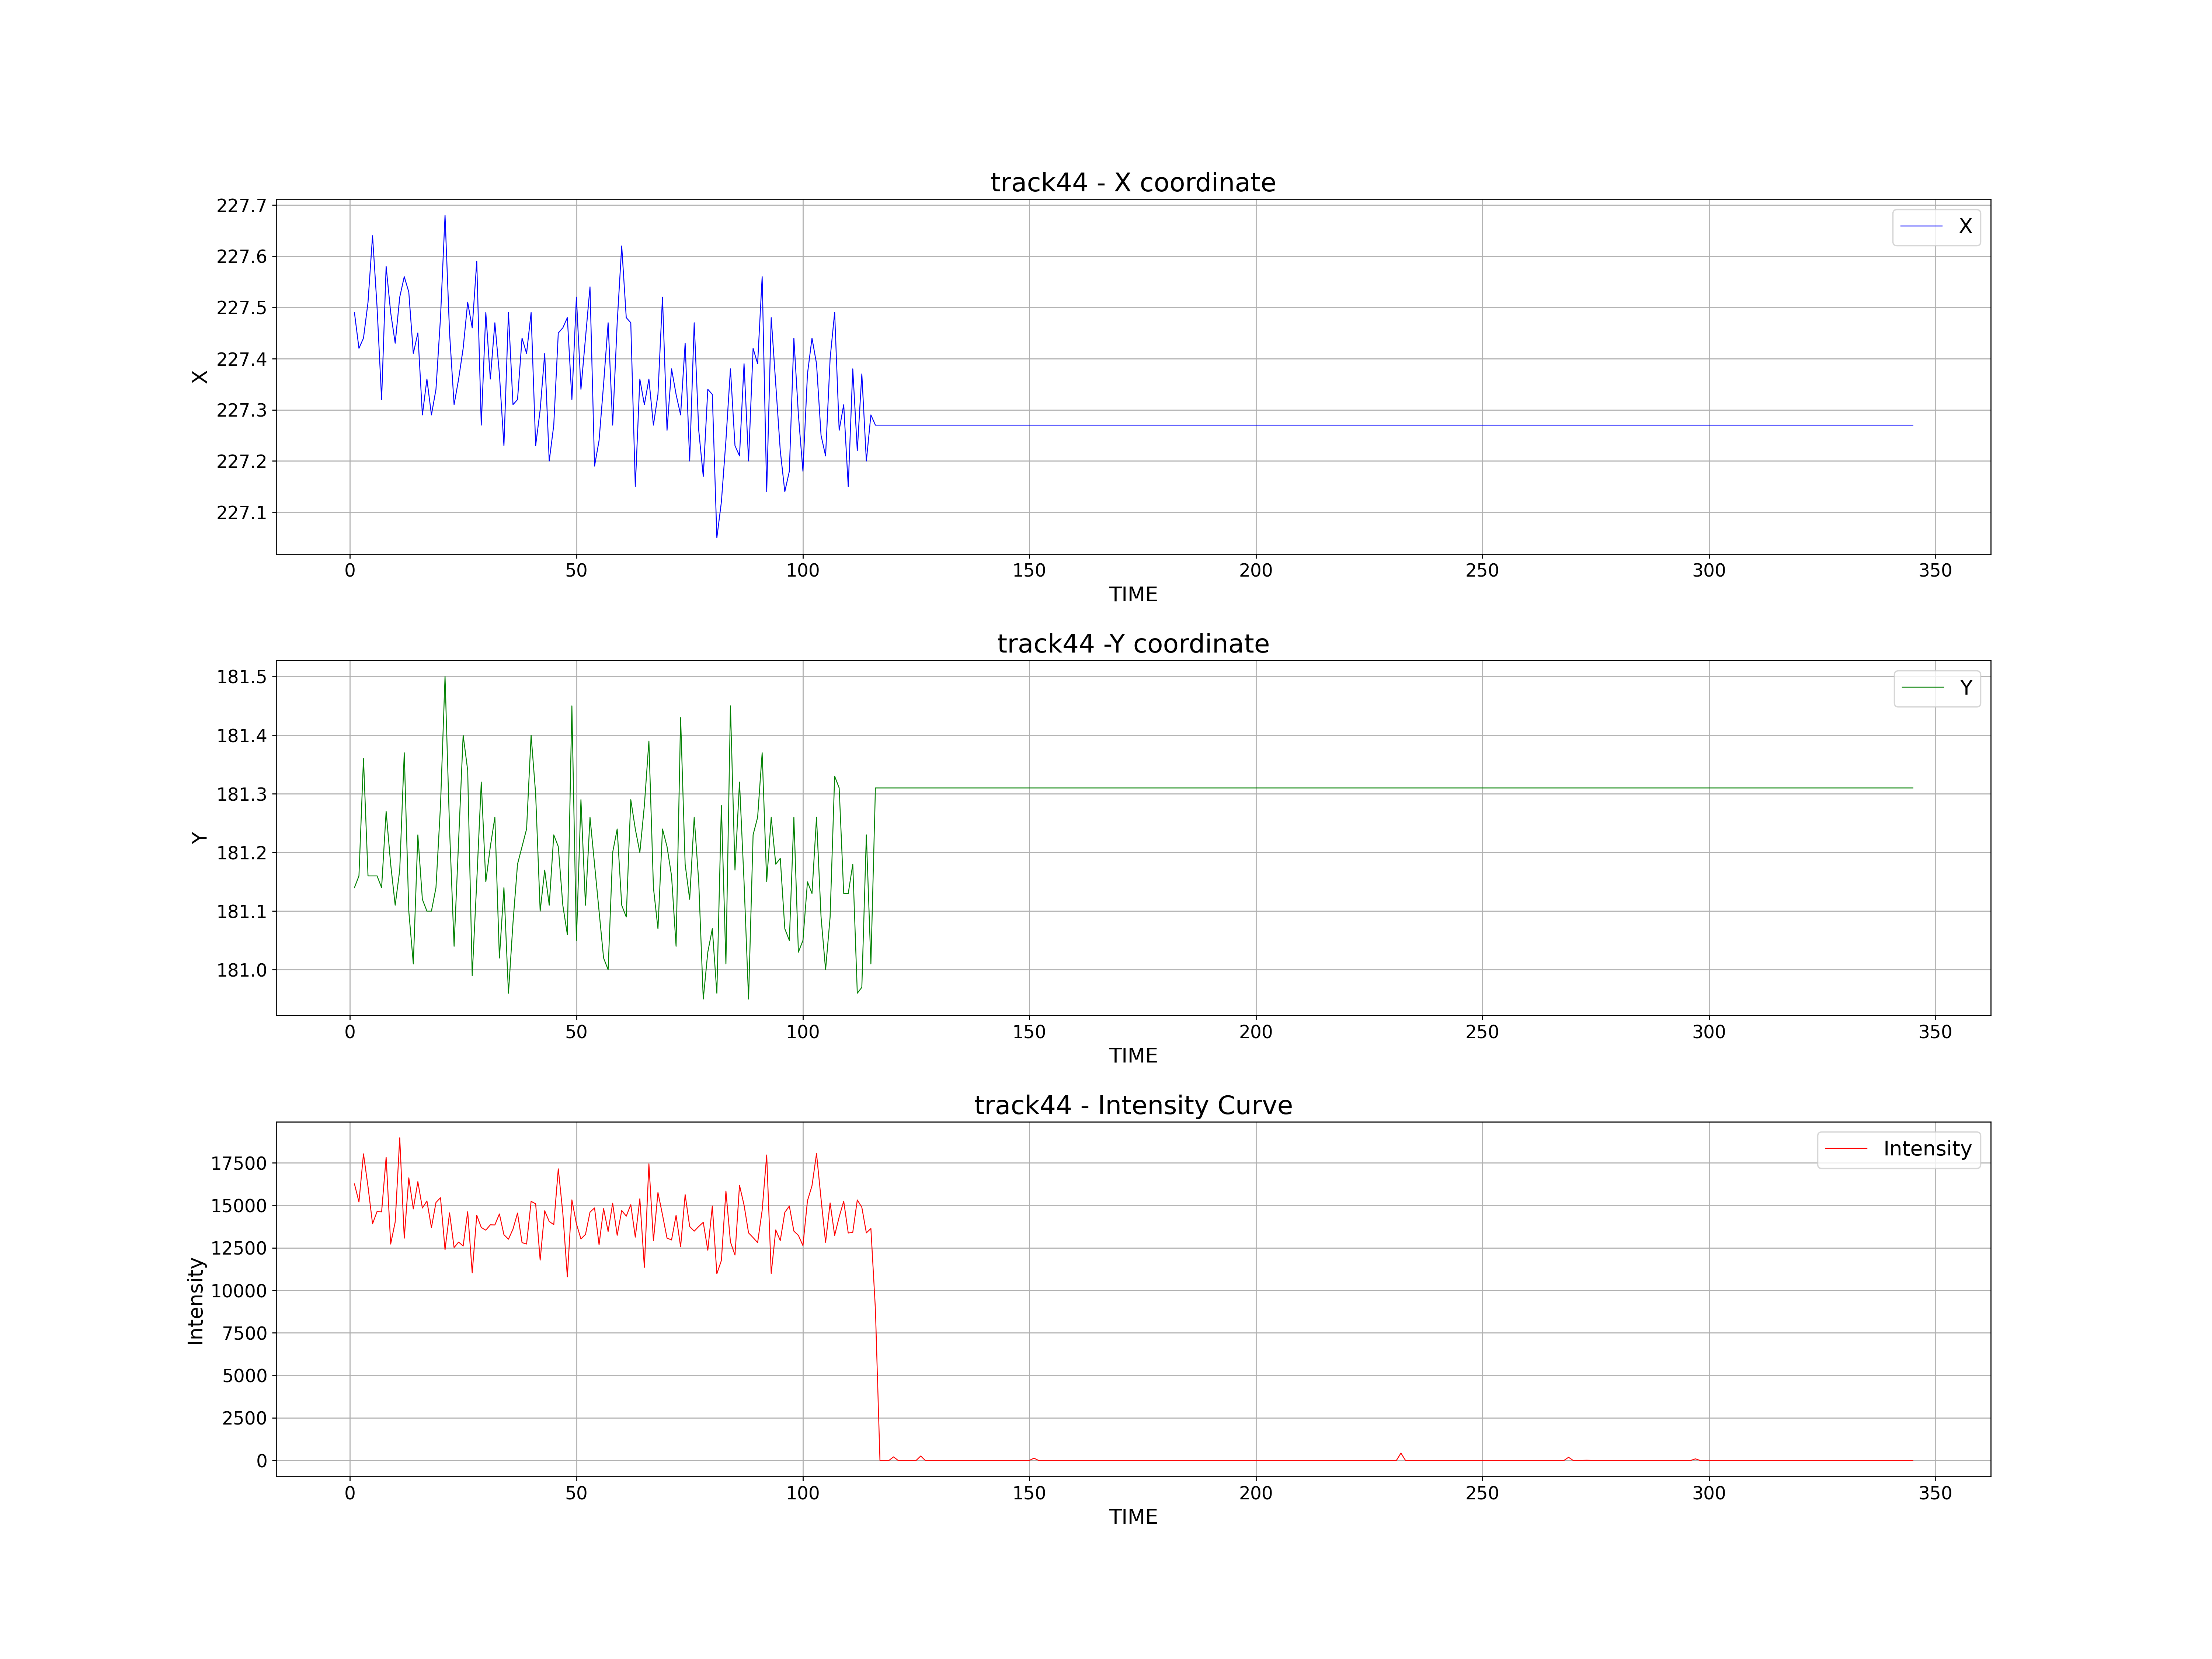 track44 - X coordinate
227.7
227.6
227.5
227.4
227.3
227.2
227.1
X
X
0 50 100 150 200 250 300 350
TIME
track44 -Y coordinate
181.5
181.4
181.3
181.2
181.1
181.0
Y
Y
0 50 100 150 200 250 300 350
TIME
track44 - Intensity Curve
17500
15000
12500
10000
7500
5000
2500
0
Intensity
Intensity
0 50 100 150 200 250 300 350
TIME